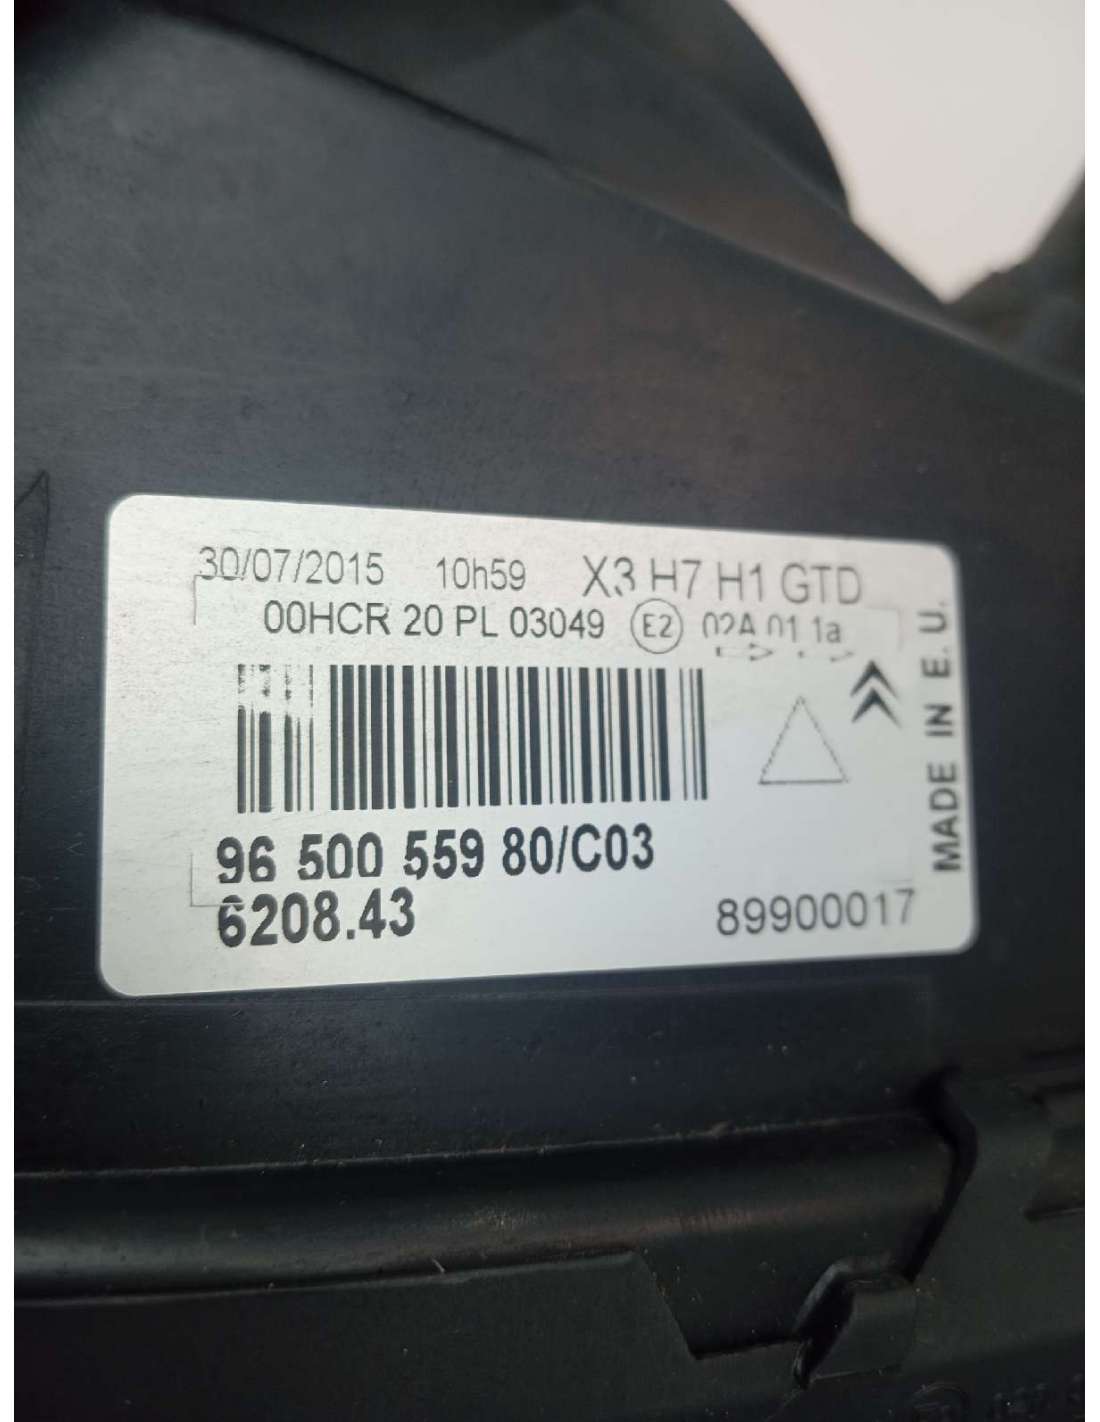 30/07/2015 10h59 X3 H7 H1 GTD
00HCR 20 PL 03049 E2 02A 01 1a
96 500 559 80/C03
6208.43
89900017
MADE IN E.U.